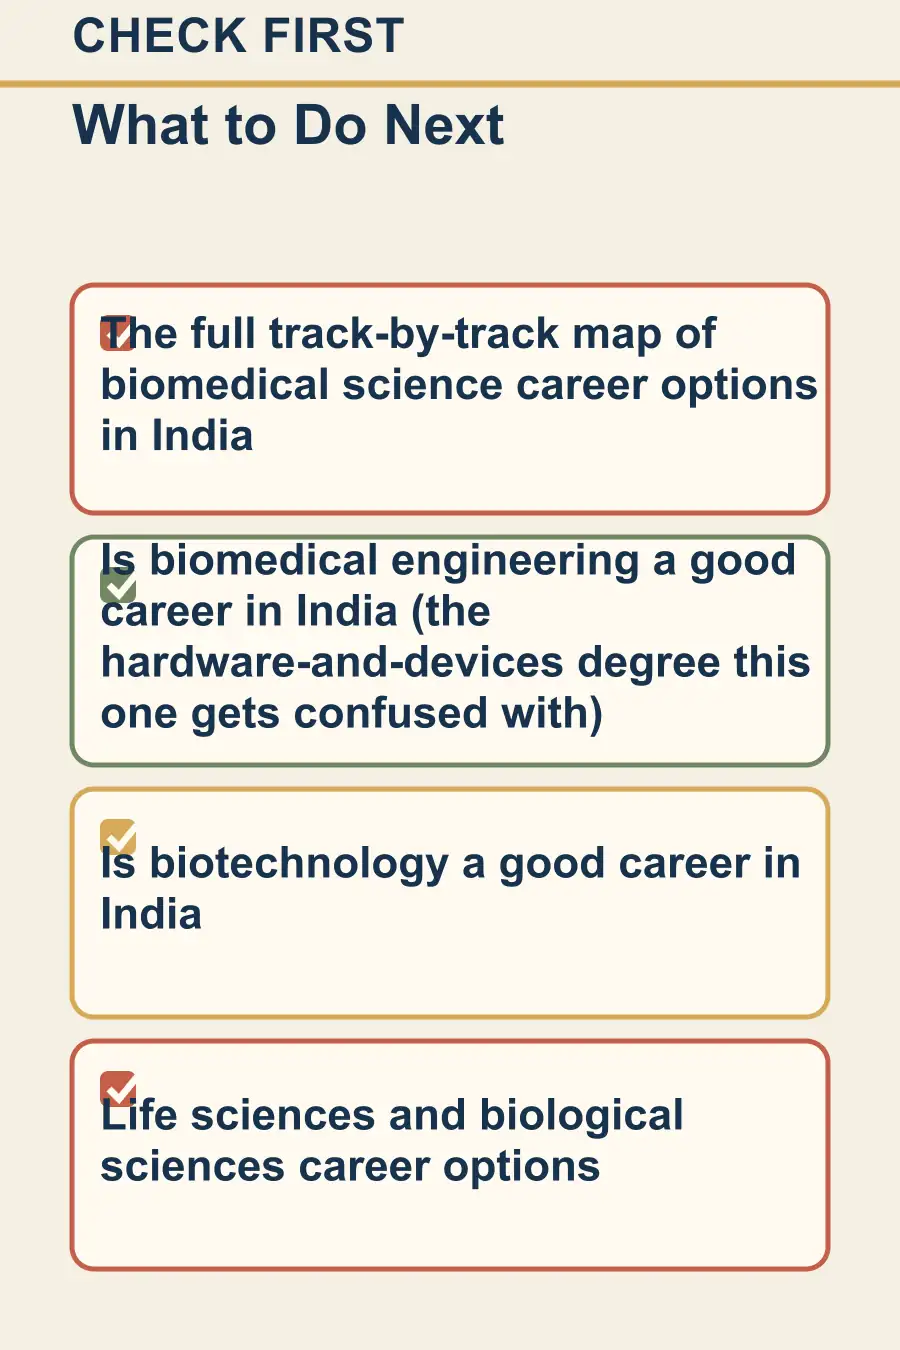 CHECK FIRST
What to Do Next
The full track-by-track map of
biomedical science career options
in India
Is biomedical engineering a good
career in India (the
hardware-and-devices degree this
one gets confused with)
Is biotechnology a good career in
India
Life sciences and biological
sciences career options